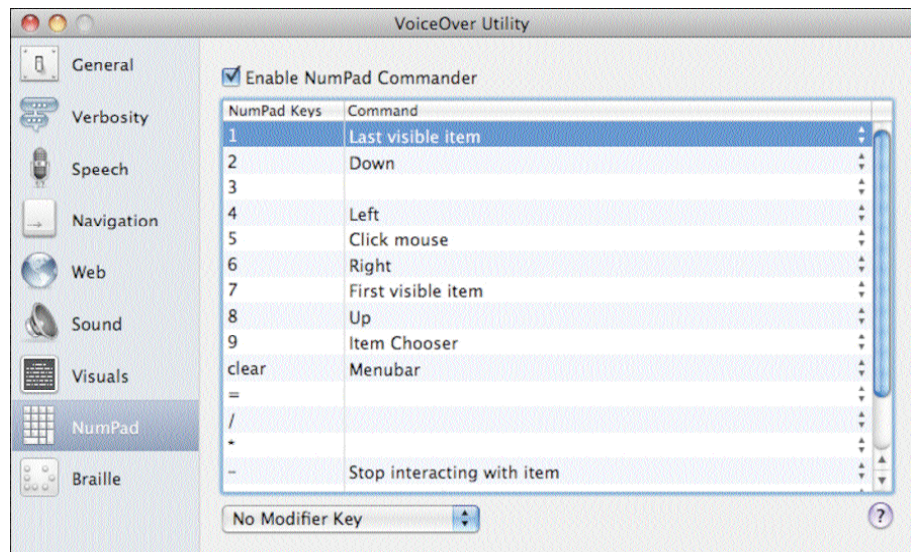 VoiceOver Utility
General
Verbosity
Speech
Navigation
Web
Sound
Visuals
NumPad
Braille
Enable NumPad Commander
NumPad Keys Command
1 Last visible item
2 Down
3
4 Left
5 Click mouse
6 Right
7 First visible item
8 Up
9 Item Chooser
clear Menubar
=
/
*
- Stop interacting with item
No Modifier Key
?